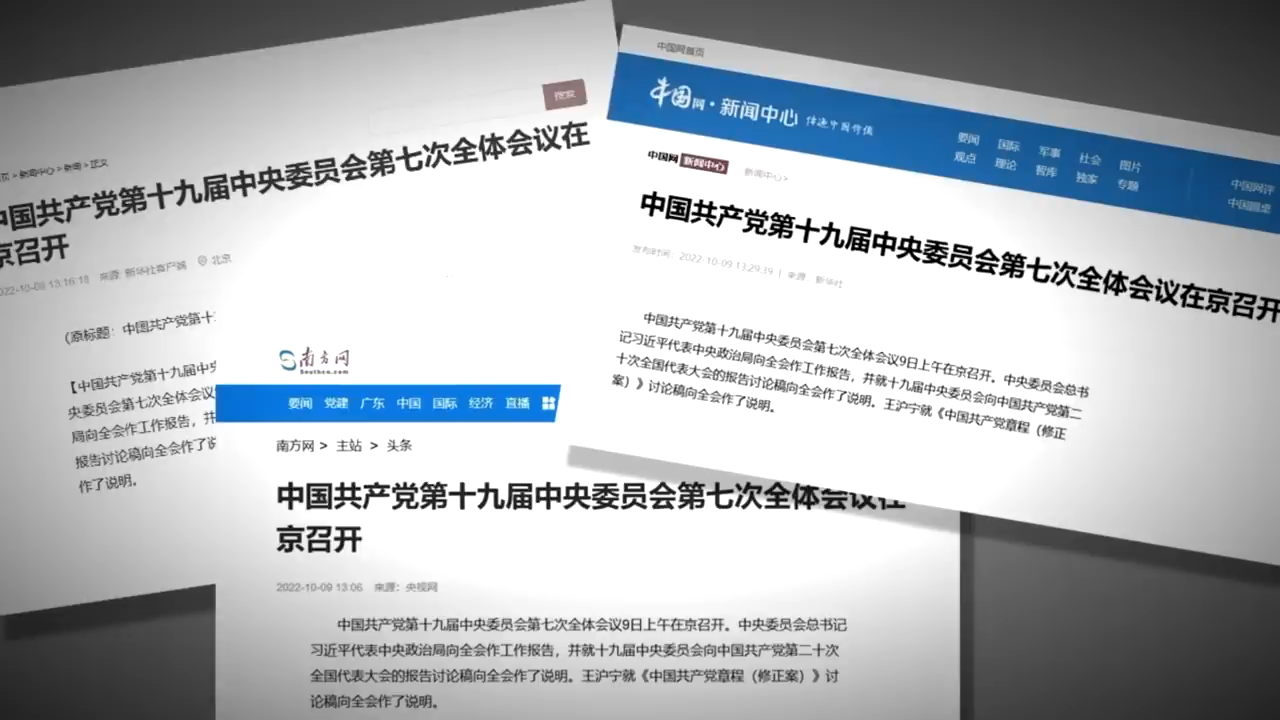 搜索
中国共产党第十九届中央委员会第七次全体会议在
京召开
来源：新华社客户端 北京
(原标题：中国共产党第十
【中国共产党第十九届中央
央委员会第七次全体会议
局向全会作工作报告，并
报告讨论稿向全会作了说
作了说明。
中国网首页
中国网·新闻中心
要闻 国际 军事 社会 图片
观点 理论 智库 独家 专题
中国网评
中国圆桌
中国网 新闻中心 新闻中心>
中国共产党第十九届中央委员会第七次全体会议在京召开
发布时间：2022-10-09 13:29:39 | 来源：新华社
中国共产党第十九届中央委员会第七次全体会议9日上午在京召开。中央委员会总书
记习近平代表中央政治局向全会作工作报告，并就十九届中央委员会向中国共产党第二
十次全国代表大会的报告讨论稿向全会作了说明。王沪宁就《中国共产党章程（修正
案）》讨论稿向全会作了说明。
南方网
Southcn.com
要闻 党建 广东 中国 国际 经济 直播
南方网 > 主站 > 头条
中国共产党第十九届中央委员会第七次全体会议在
京召开
2022-10-09 13:06 来源：央视网
中国共产党第十九届中央委员会第七次全体会议9日上午在京召开。中央委员会总书记
习近平代表中央政治局向全会作工作报告，并就十九届中央委员会向中国共产党第二十次
全国代表大会的报告讨论稿向全会作了说明。王沪宁就《中国共产党章程（修正案）》讨
论稿向全会作了说明。